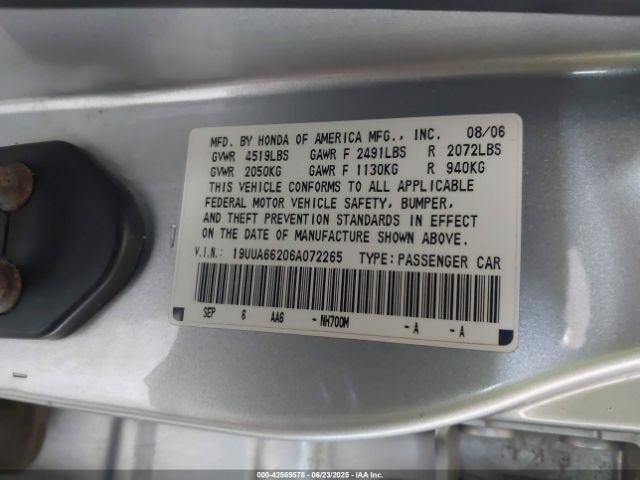 MFD. BY HONDA OF AMERICA MFG., INC. 08/06
GVWR 4519LBS GAWR F 2491LBS R 2072LBS
GVWR 2050KG GAWR F 1130KG R 940KG
THIS VEHICLE CONFORMS TO ALL APPLICABLE
FEDERAL MOTOR VEHICLE SAFETY, BUMPER,
AND THEFT PREVENTION STANDARDS IN EFFECT
ON THE DATE OF MANUFACTURE SHOWN ABOVE.
V.I.N.: 19UUA66206A072265 TYPE: PASSENGER CAR
SEP 6 AA6 - NH700M - A - A
000-42569578 - 06/23/2025 - IAAI.COM